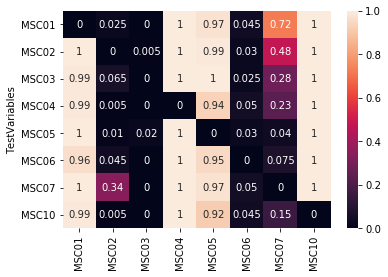 MSC01 0 0.025 0 1 0.97 0.045 0.72 1
MSC02 1 0 0.005 1 0.99 0.03 0.48 1
MSC03 0.99 0.065 0 1 1 0.025 0.28 1
MSC04 0.99 0.005 0 0 0.94 0.05 0.23 1
MSC05 1 0.01 0.02 1 0 0.03 0.04 1
MSC06 0.96 0.045 0 1 0.95 0 0.075 1
MSC07 1 0.34 0 1 0.97 0.05 0 1
MSC10 0.99 0.005 0 1 0.92 0.045 0.15 0
TestVariables
MSC01 MSC02 MSC03 MSC04 MSC05 MSC06 MSC07 MSC10
1.0
0.8
0.6
0.4
0.2
0.0